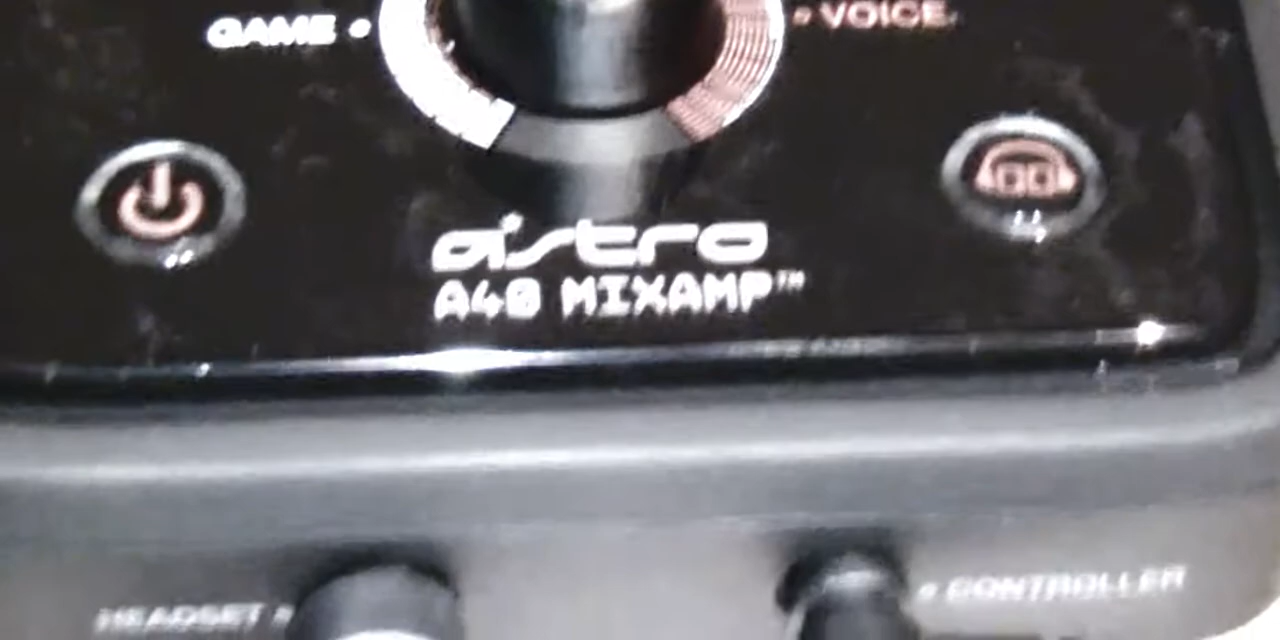 GAME
VOICE
astro
A40 MIXAMP™
HEADSET
CONTROLLER